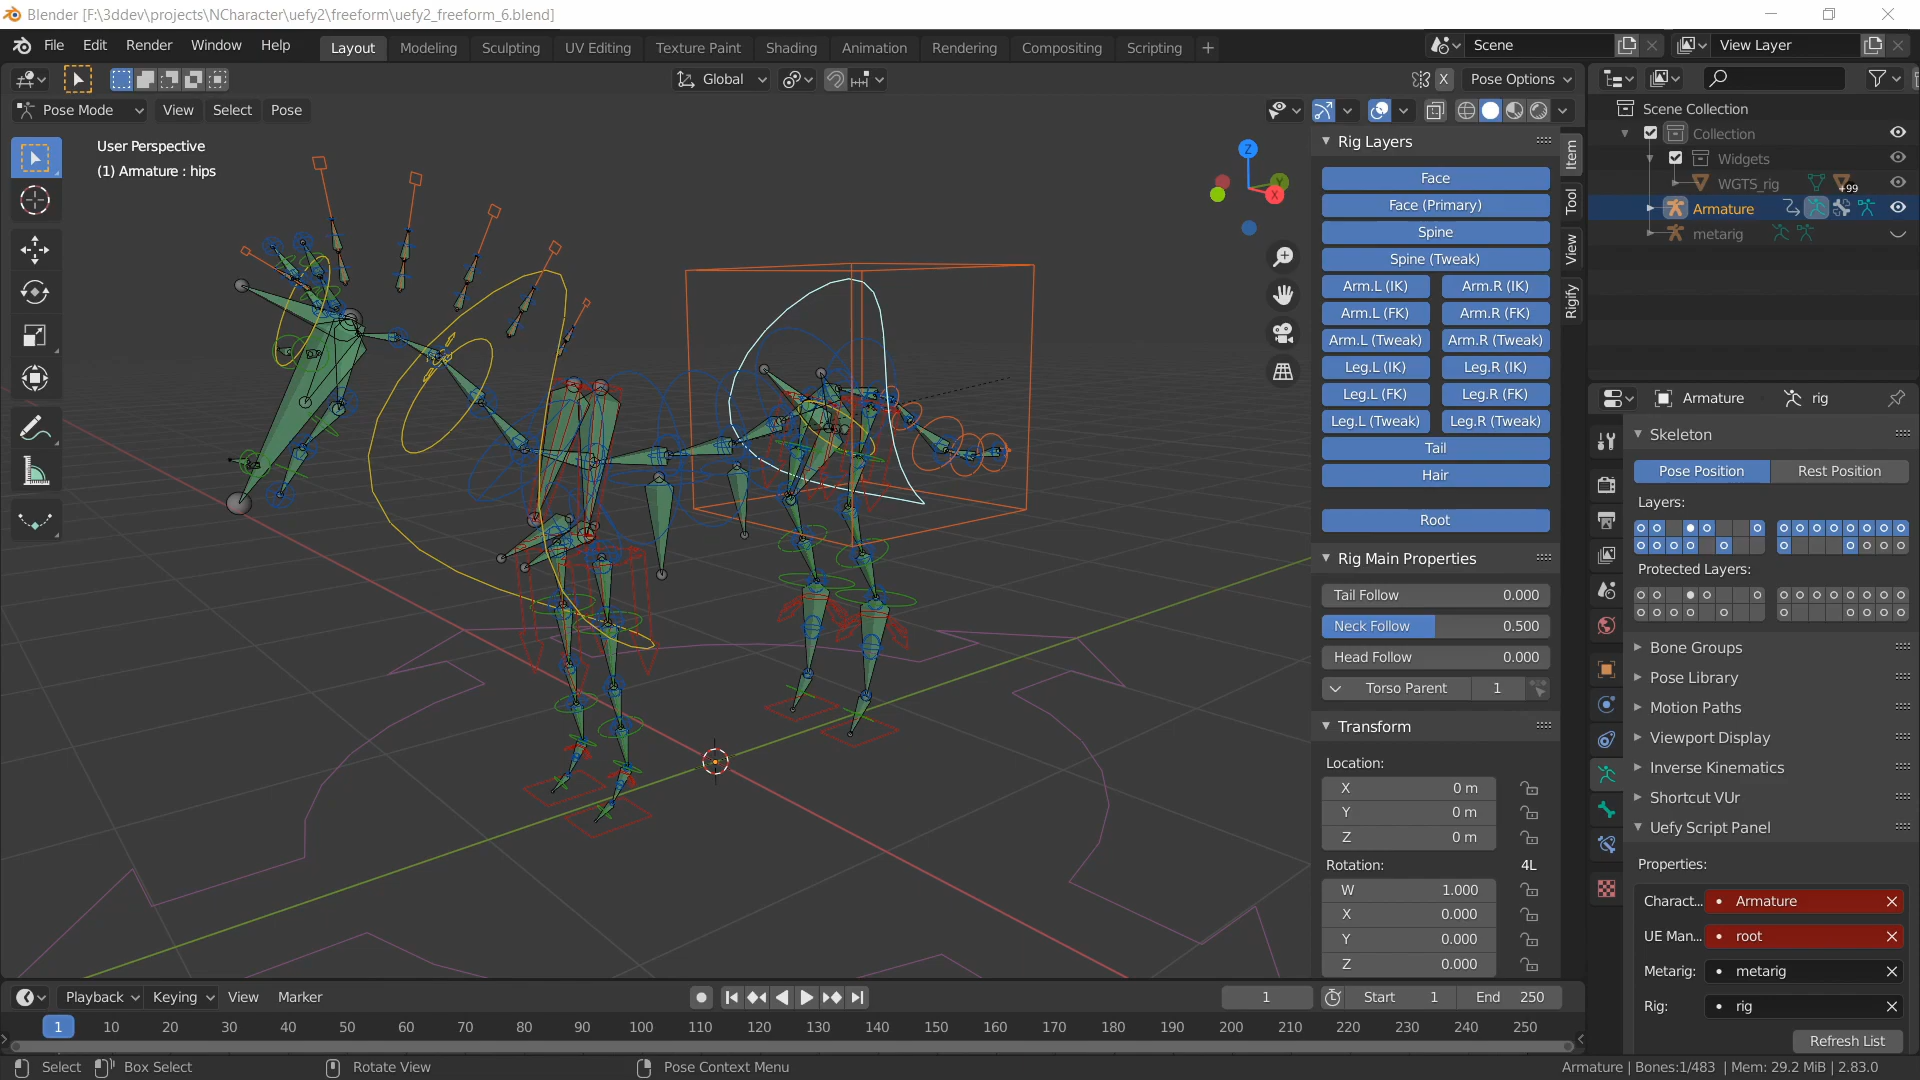 Blender [F:\3ddev\projects\NCharacter\uefy2\freeform\uefy2_freeform_6.blend]
File Edit Render Window Help
Layout Modeling Sculpting UV Editing Texture Paint Shading Animation Rendering Compositing Scripting +
Scene
View Layer
Global
X
Pose Options
Pose Mode View Select Pose
User Perspective
(1) Armature : hips
Z
Y
X
Rig Layers
Face
Face (Primary)
Spine
Spine (Tweak)
Arm.L (IK) Arm.R (IK)
Arm.L (FK) Arm.R (FK)
Arm.L (Tweak) Arm.R (Tweak)
Leg.L (IK) Leg.R (IK)
Leg.L (FK) Leg.R (FK)
Leg.L (Tweak) Leg.R (Tweak)
Tail
Hair
Root
Rig Main Properties
Tail Follow 0.000
Neck Follow 0.500
Head Follow 0.000
Torso Parent 1
Transform
Location:
X 0 m
Y 0 m
Z 0 m
Rotation: 4L
W 1.000
X 0.000
Y 0.000
Z 0.000
Item
Tool
View
Rigify
Scene Collection
Collection
Widgets
WGTS_rig +99
Armature
metarig
Armature rig
Skeleton
Pose Position Rest Position
Layers:
Protected Layers:
Bone Groups
Pose Library
Motion Paths
Viewport Display
Inverse Kinematics
Shortcut VUr
Uefy Script Panel
Properties:
Charact... Armature
UE Man... root
Metarig: metarig
Rig: rig
Refresh List
Playback Keying View Marker
1
Start 1
End 250
1 10 20 30 40 50 60 70 80 90 100 110 120 130 140 150 160 170 180 190 200 210 220 230 240 250
Select Box Select Rotate View Pose Context Menu
Armature | Bones:1/483 | Mem: 29.2 MiB | 2.83.0